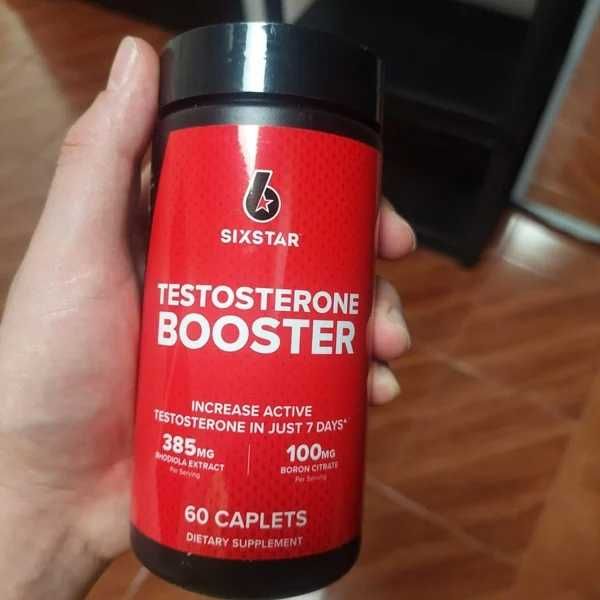 6
SIXSTAR
TESTOSTERONE
BOOSTER
INCREASE ACTIVE
TESTOSTERONE IN JUST 7 DAYS*
385MG
RHODIOLA EXTRACT
Per Serving
100MG
BORON CITRATE
Per Serving
60 CAPLETS
DIETARY SUPPLEMENT